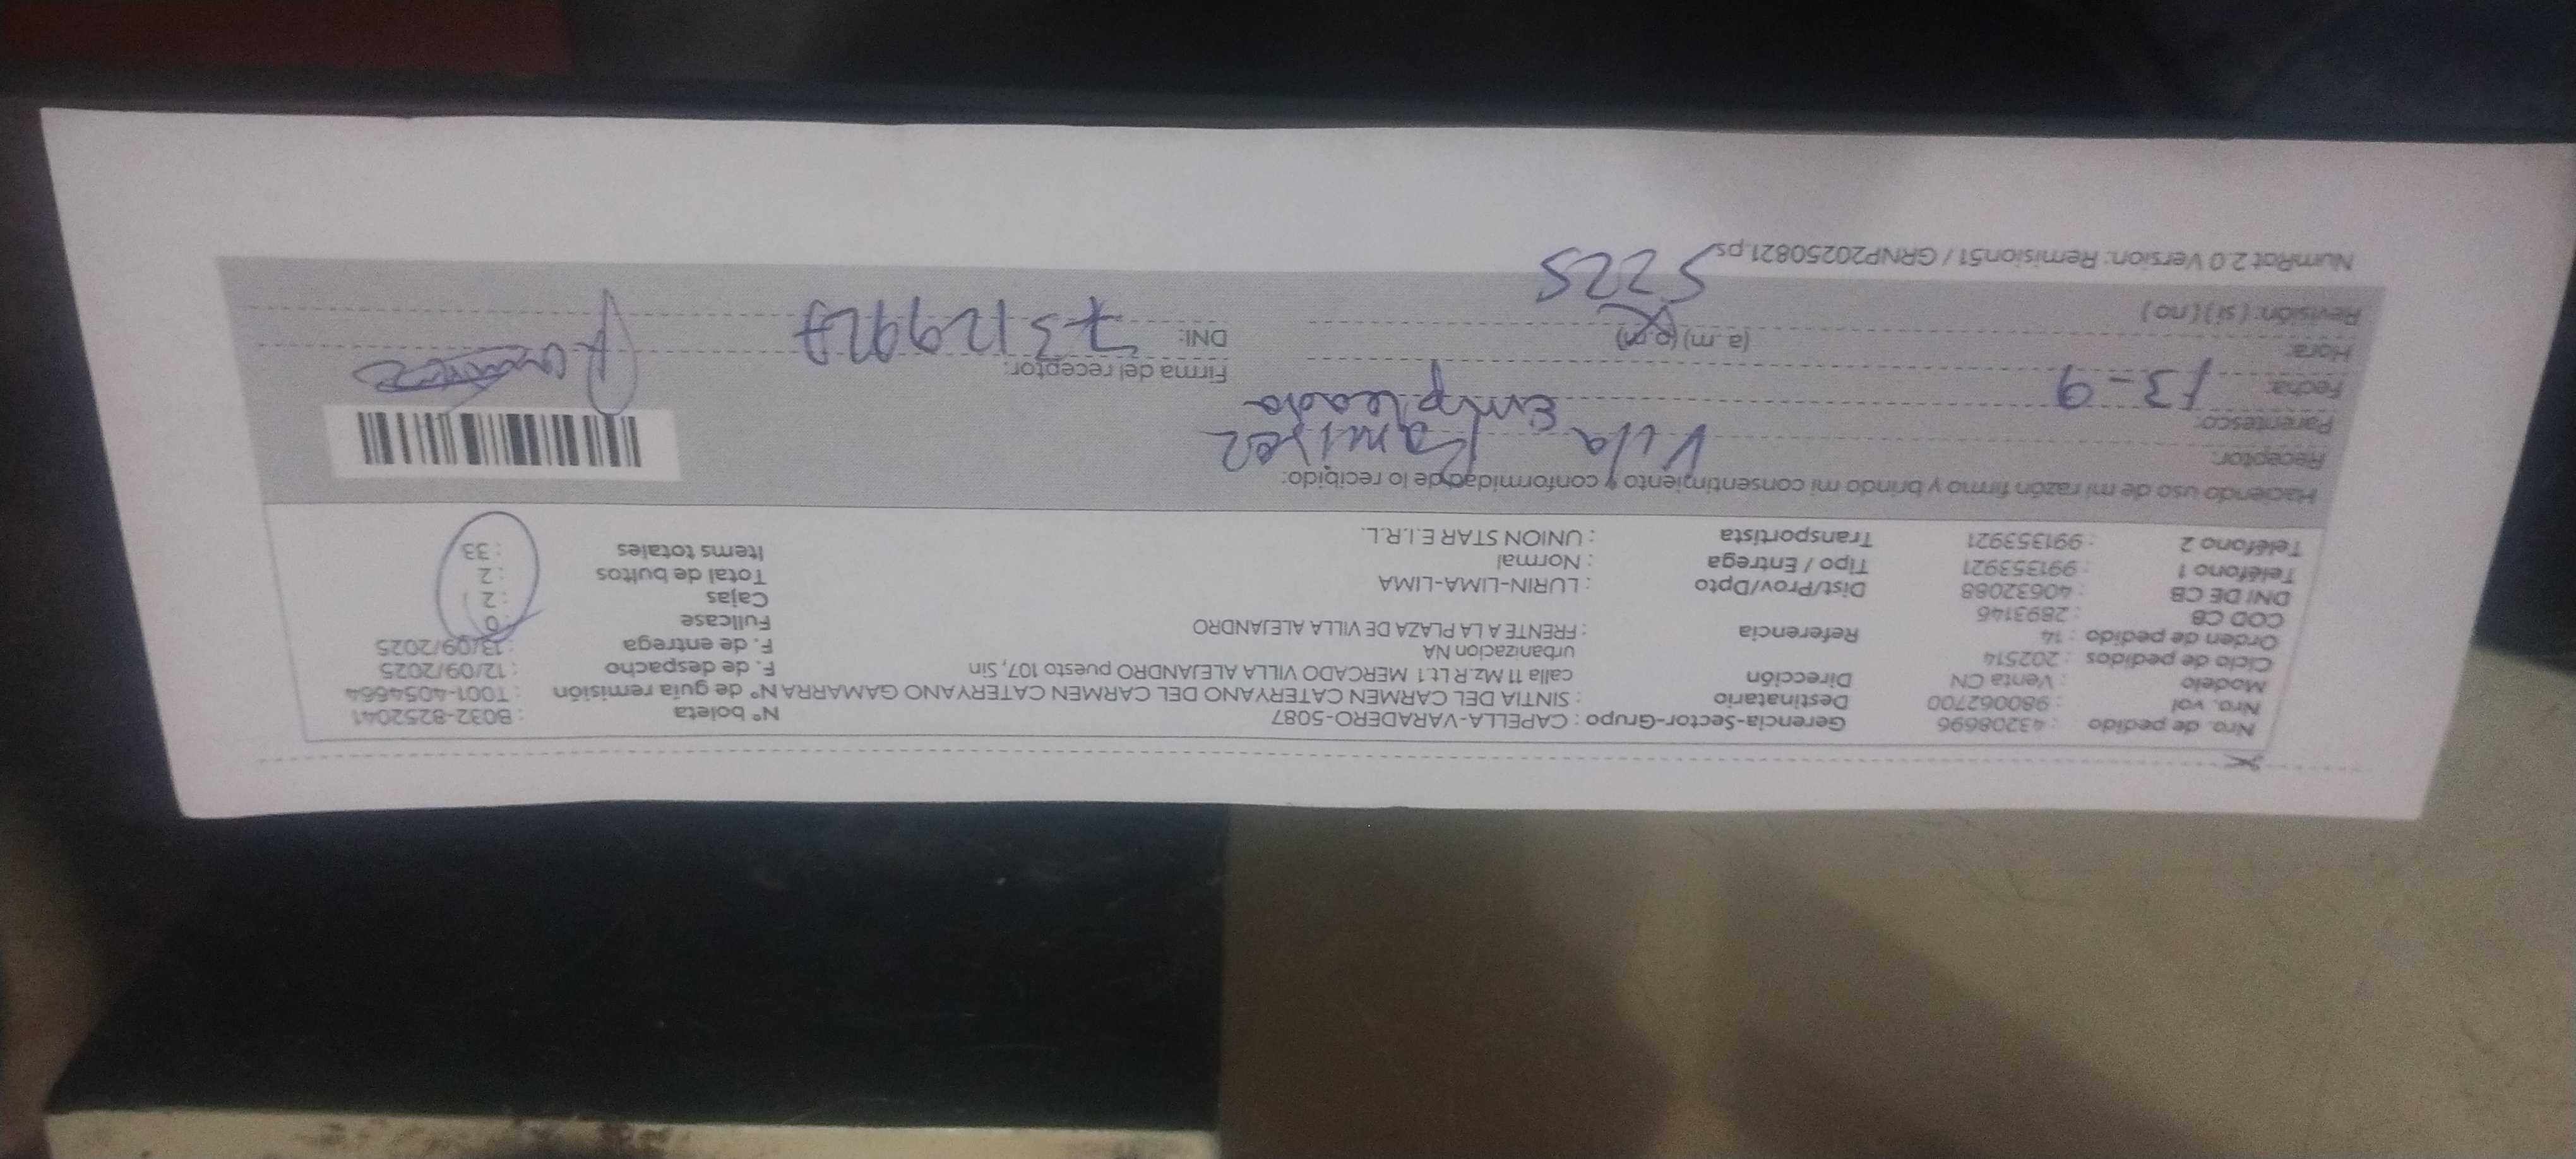 Nro. de pedido : 43208696 Gerencia-Sector-Grupo : CAPELLA-VARADERO-5087 N° boleta : B032-8252041
Nro. vol : 980062700 Destinatario : SINTIA DEL CARMEN CATERYANO DEL CARMEN CATERYANO GAMARRA N° de guía remisión : T001-4054664
Modelo : Venta CN Dirección calla 11 Mz.R Lt.1 MERCADO VILLA ALEJANDRO puesto 107, Sin F. de despacho : 12/09/2025
Ciclo de pedidos : 202514 urbanizacion NA F. de entrega : 13/09/2025
Orden de pedido : 14 Referencia : FRENTE A LA PLAZA DE VILLA ALEJANDRO Fullcase : 0
COD CB : 2893146 Cajas : 2
DNI DE CB : 40632088 Dist/Prov/Dpto : LURIN-LIMA-LIMA Total de bultos : 2
Teléfono 1 : 991353921 Tipo / Entrega : Normal Items totales : 33
Teléfono 2 : 991353921 Transportista : UNION STAR E.I.R.L.
Haciendo uso de mi razón firmo y brindo mi consentimiento y conformidad de lo recibido:
Receptor: Vila Ramirez
Parentesco: Empleada
Fecha: 13-9 Firma del receptor:
Hora: (a.m) (p.m) DNI: 73129927
Revisión: ( si ) ( no ) 5225
NumRat 2.0 Version: Remision51 / GRNP20250821.ps